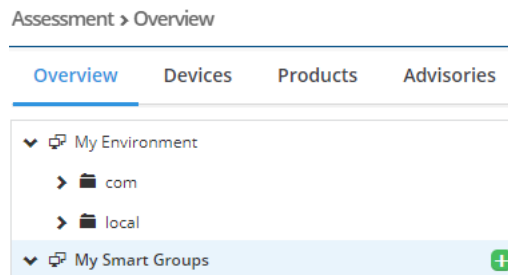 Assessment > Overview
Overview Devices Products Advisories
My Environment
com
local
My Smart Groups